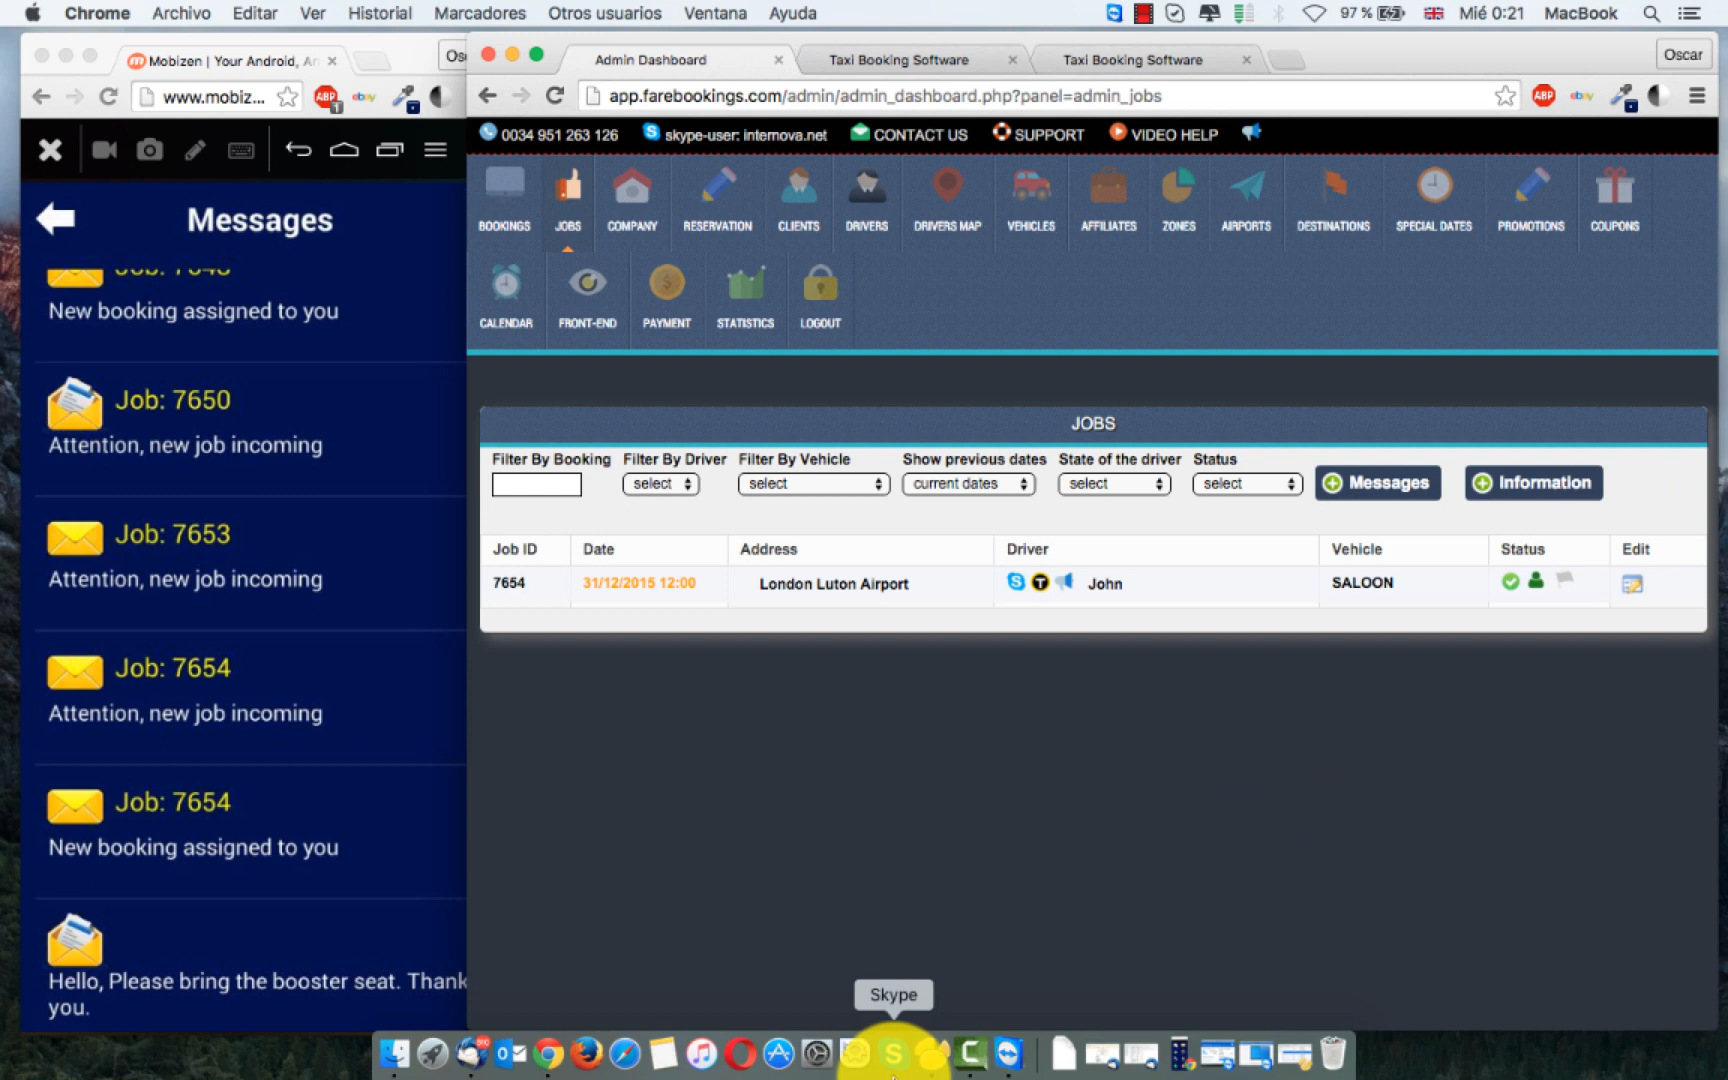 Chrome Archivo Editar Ver Historial Marcadores Otros usuarios Ventana Ayuda 97 % Mié 0:21 MacBook
Mobizen | Your Android, An
www.mobiz...
ABP 1 ebay
Messages
New booking assigned to you
Job: 7650
Attention, new job incoming
Job: 7653
Attention, new job incoming
Job: 7654
Attention, new job incoming
Job: 7654
New booking assigned to you
Hello, Please bring the booster seat. Thank
you.
Admin Dashboard Taxi Booking Software Taxi Booking Software Oscar
app.farebookings.com/admin/admin_dashboard.php?panel=admin_jobs ABP ebay
0034 951 263 126 skype-user: internova.net CONTACT US SUPPORT VIDEO HELP
BOOKINGS JOBS COMPANY RESERVATION CLIENTS DRIVERS DRIVERS MAP VEHICLES AFFILIATES ZONES AIRPORTS DESTINATIONS SPECIAL DATES PROMOTIONS COUPONS
CALENDAR FRONT-END PAYMENT STATISTICS LOGOUT
JOBS
Filter By Booking Filter By Driver Filter By Vehicle Show previous dates State of the driver Status
select select current dates select select Messages Information
Job ID Date Address Driver Vehicle Status Edit
7654 31/12/2015 12:00 London Luton Airport John SALOON
Skype